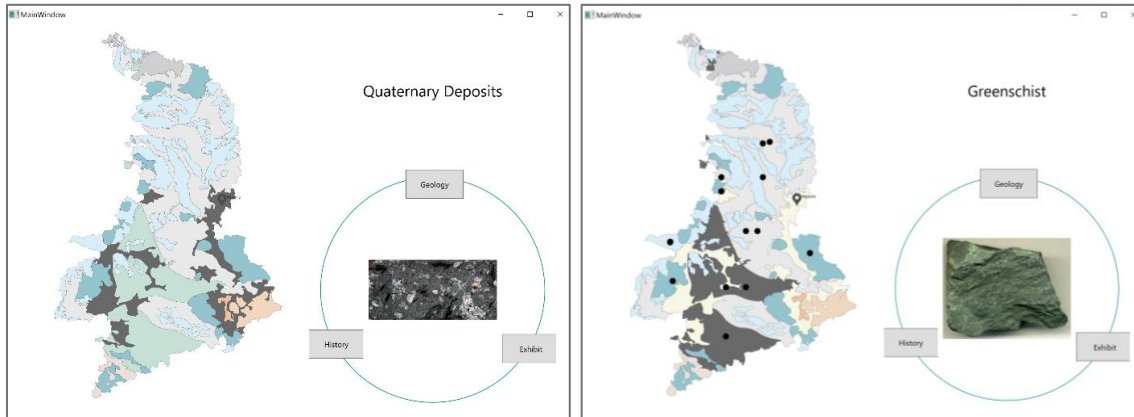 MainWindow
Quaternary Deposits
Geology
History
Exhibit
MainWindow
Greenschist
Geology
History
Exhibit